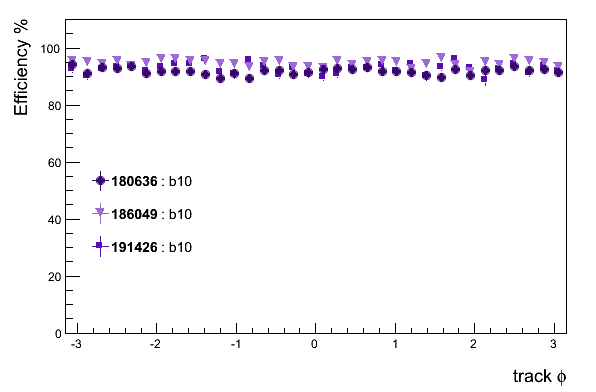 Efficiency %
100
80
60
40
20
0
180636 : b10
186049 : b10
191426 : b10
-3 -2 -1 0 1 2 3
track ϕ